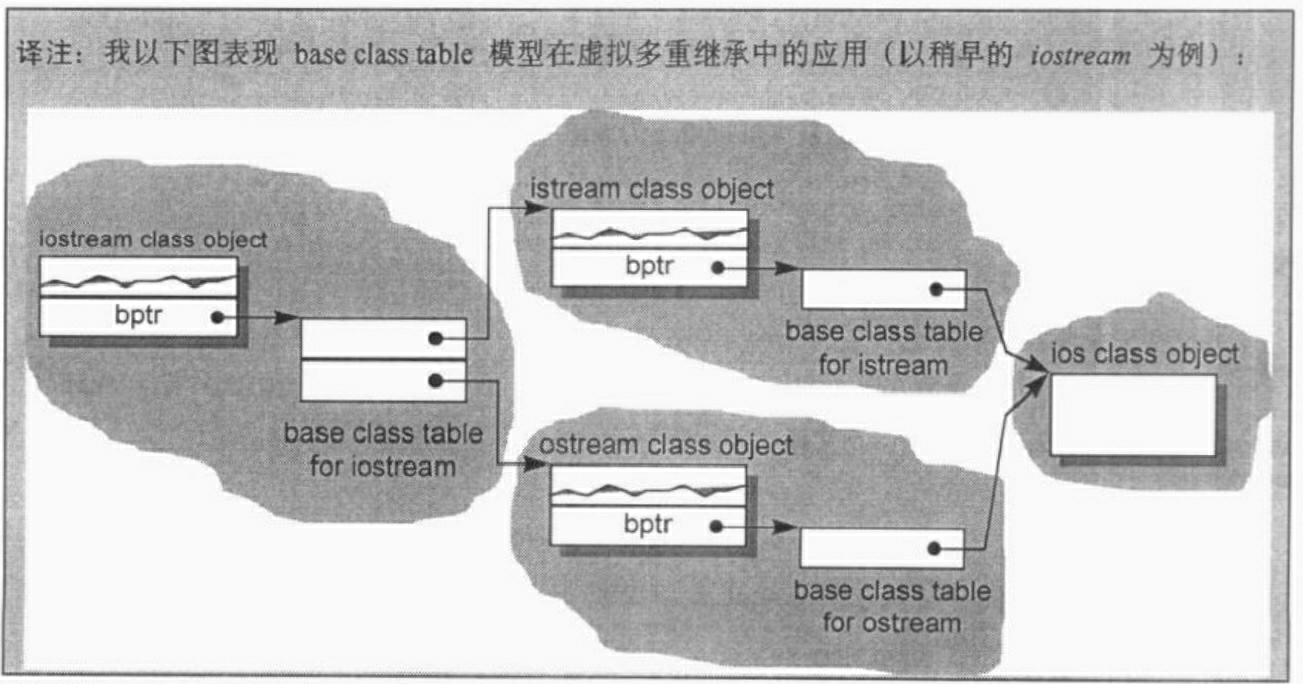 译注：我以下图表现 base class table 模型在虚拟多重继承中的应用（以稍早的 iostream 为例）：
iostream class object
bptr
base class table
for iostream
istream class object
bptr
base class table
for istream
ostream class object
bptr
base class table
for ostream
ios class object